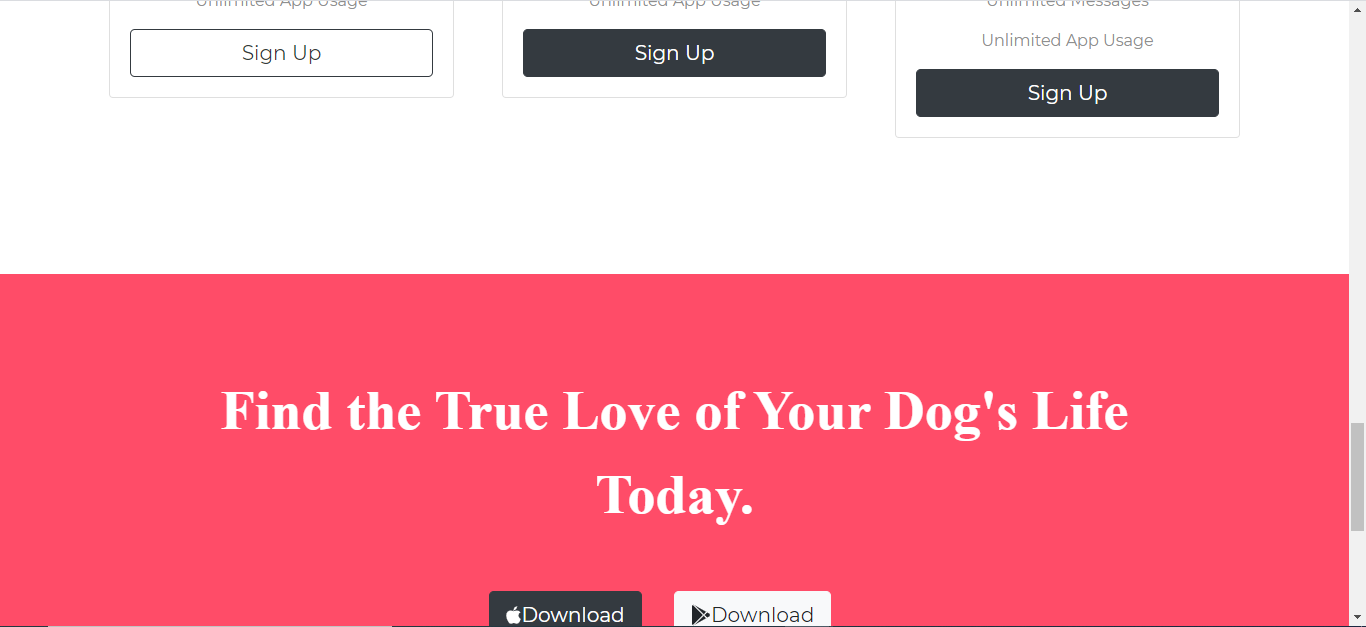 Unlimited App Usage
Unlimited App Usage
Unlimited Messages
Unlimited App Usage
Sign Up
Sign Up
Sign Up
Find the True Love of Your Dog's Life
Today.
Download
Download